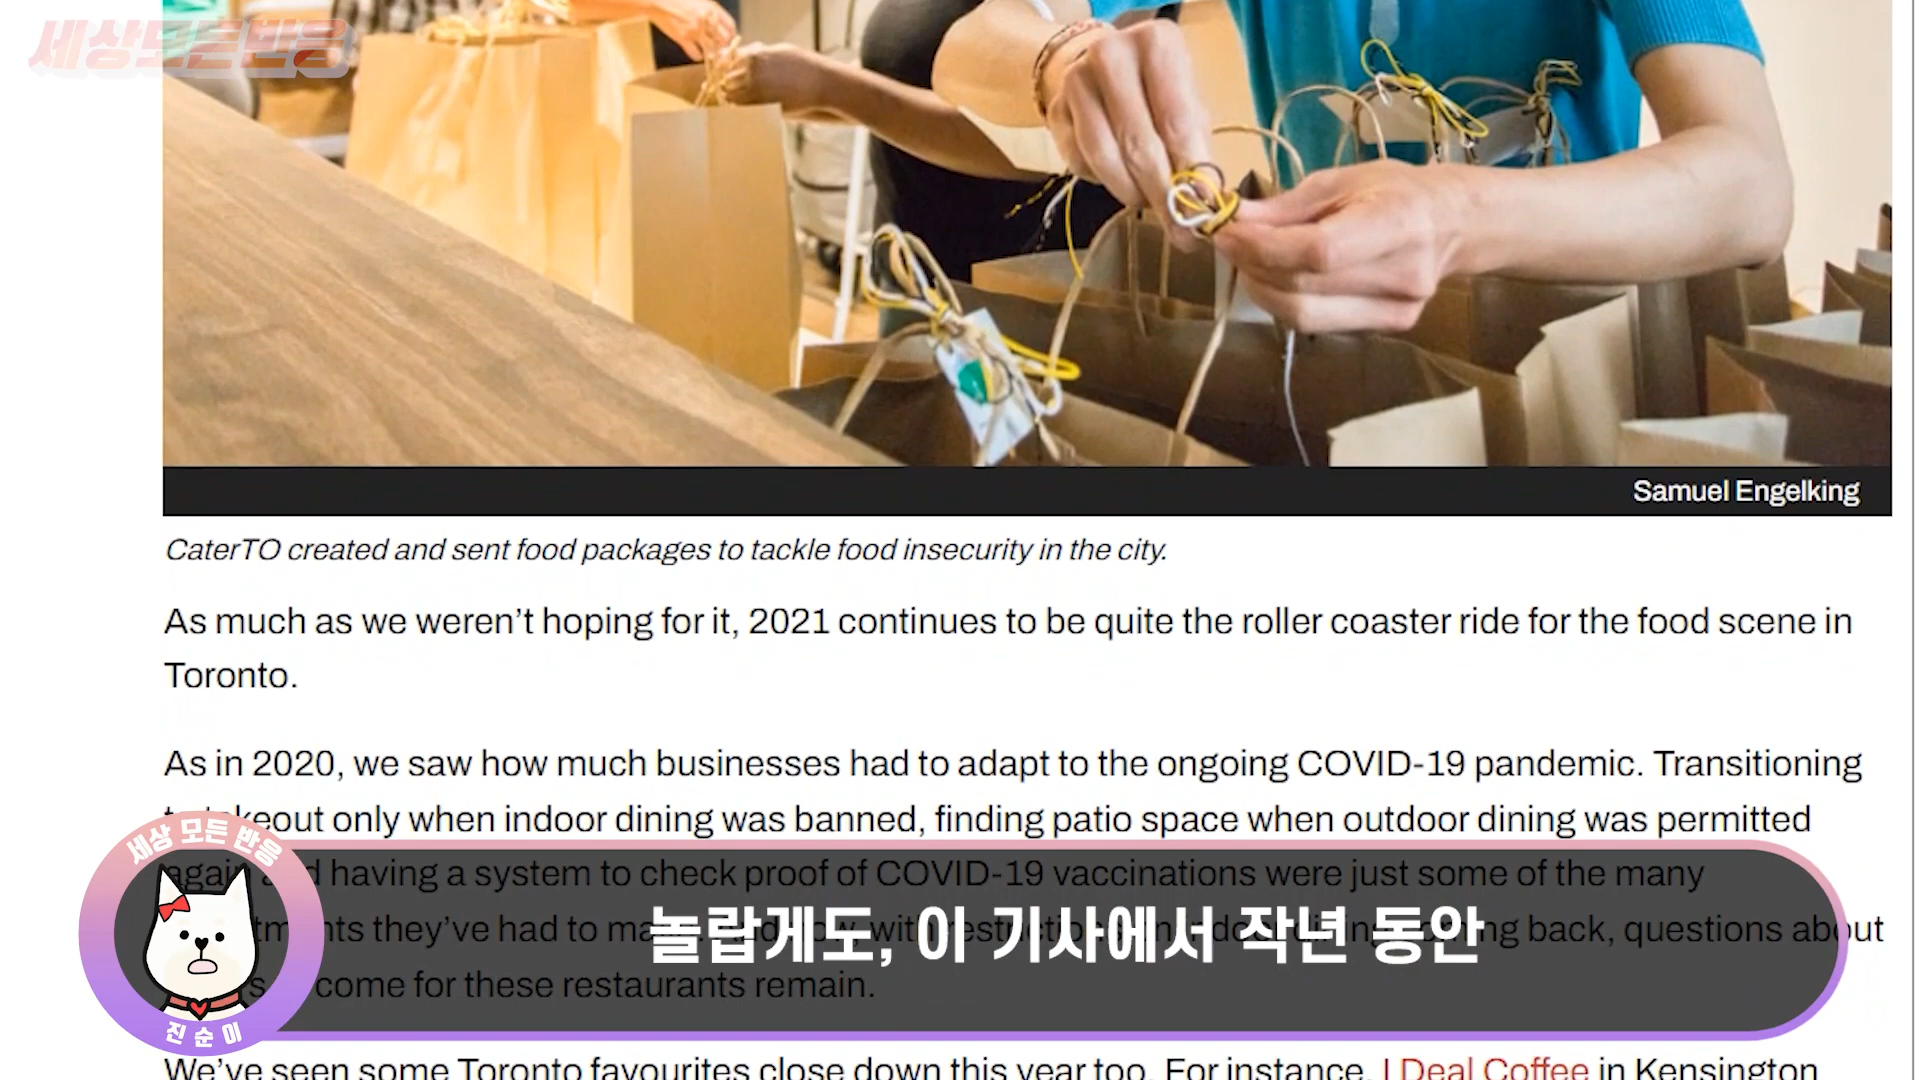 세상모든반응
Samuel Engelking
CaterTO created and sent food packages to tackle food insecurity in the city.
As much as we weren’t hoping for it, 2021 continues to be quite the roller coaster ride for the food scene in
Toronto.
As in 2020, we saw how much businesses had to adapt to the ongoing COVID-19 pandemic. Transitioning
only when indoor dining was banned, finding patio space when outdoor dining was permitted
having a system to check proof of COVID-19 vaccinations were just some of the many
they’ve had to with back, questions about
come for these restaurants remain.
세상 모든 반응
놀랍게도, 이 기사에서 작년 동안
진순이
We’ve seen some Toronto favourites close down this year too. For instance, I Deal Coffee in Kensington